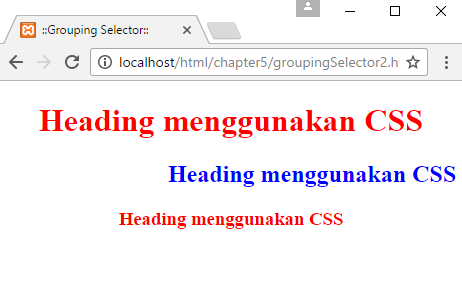 ::Grouping Selector::
localhost/html/chapter5/groupingSelector2.h
Heading menggunakan CSS
Heading menggunakan CSS
Heading menggunakan CSS